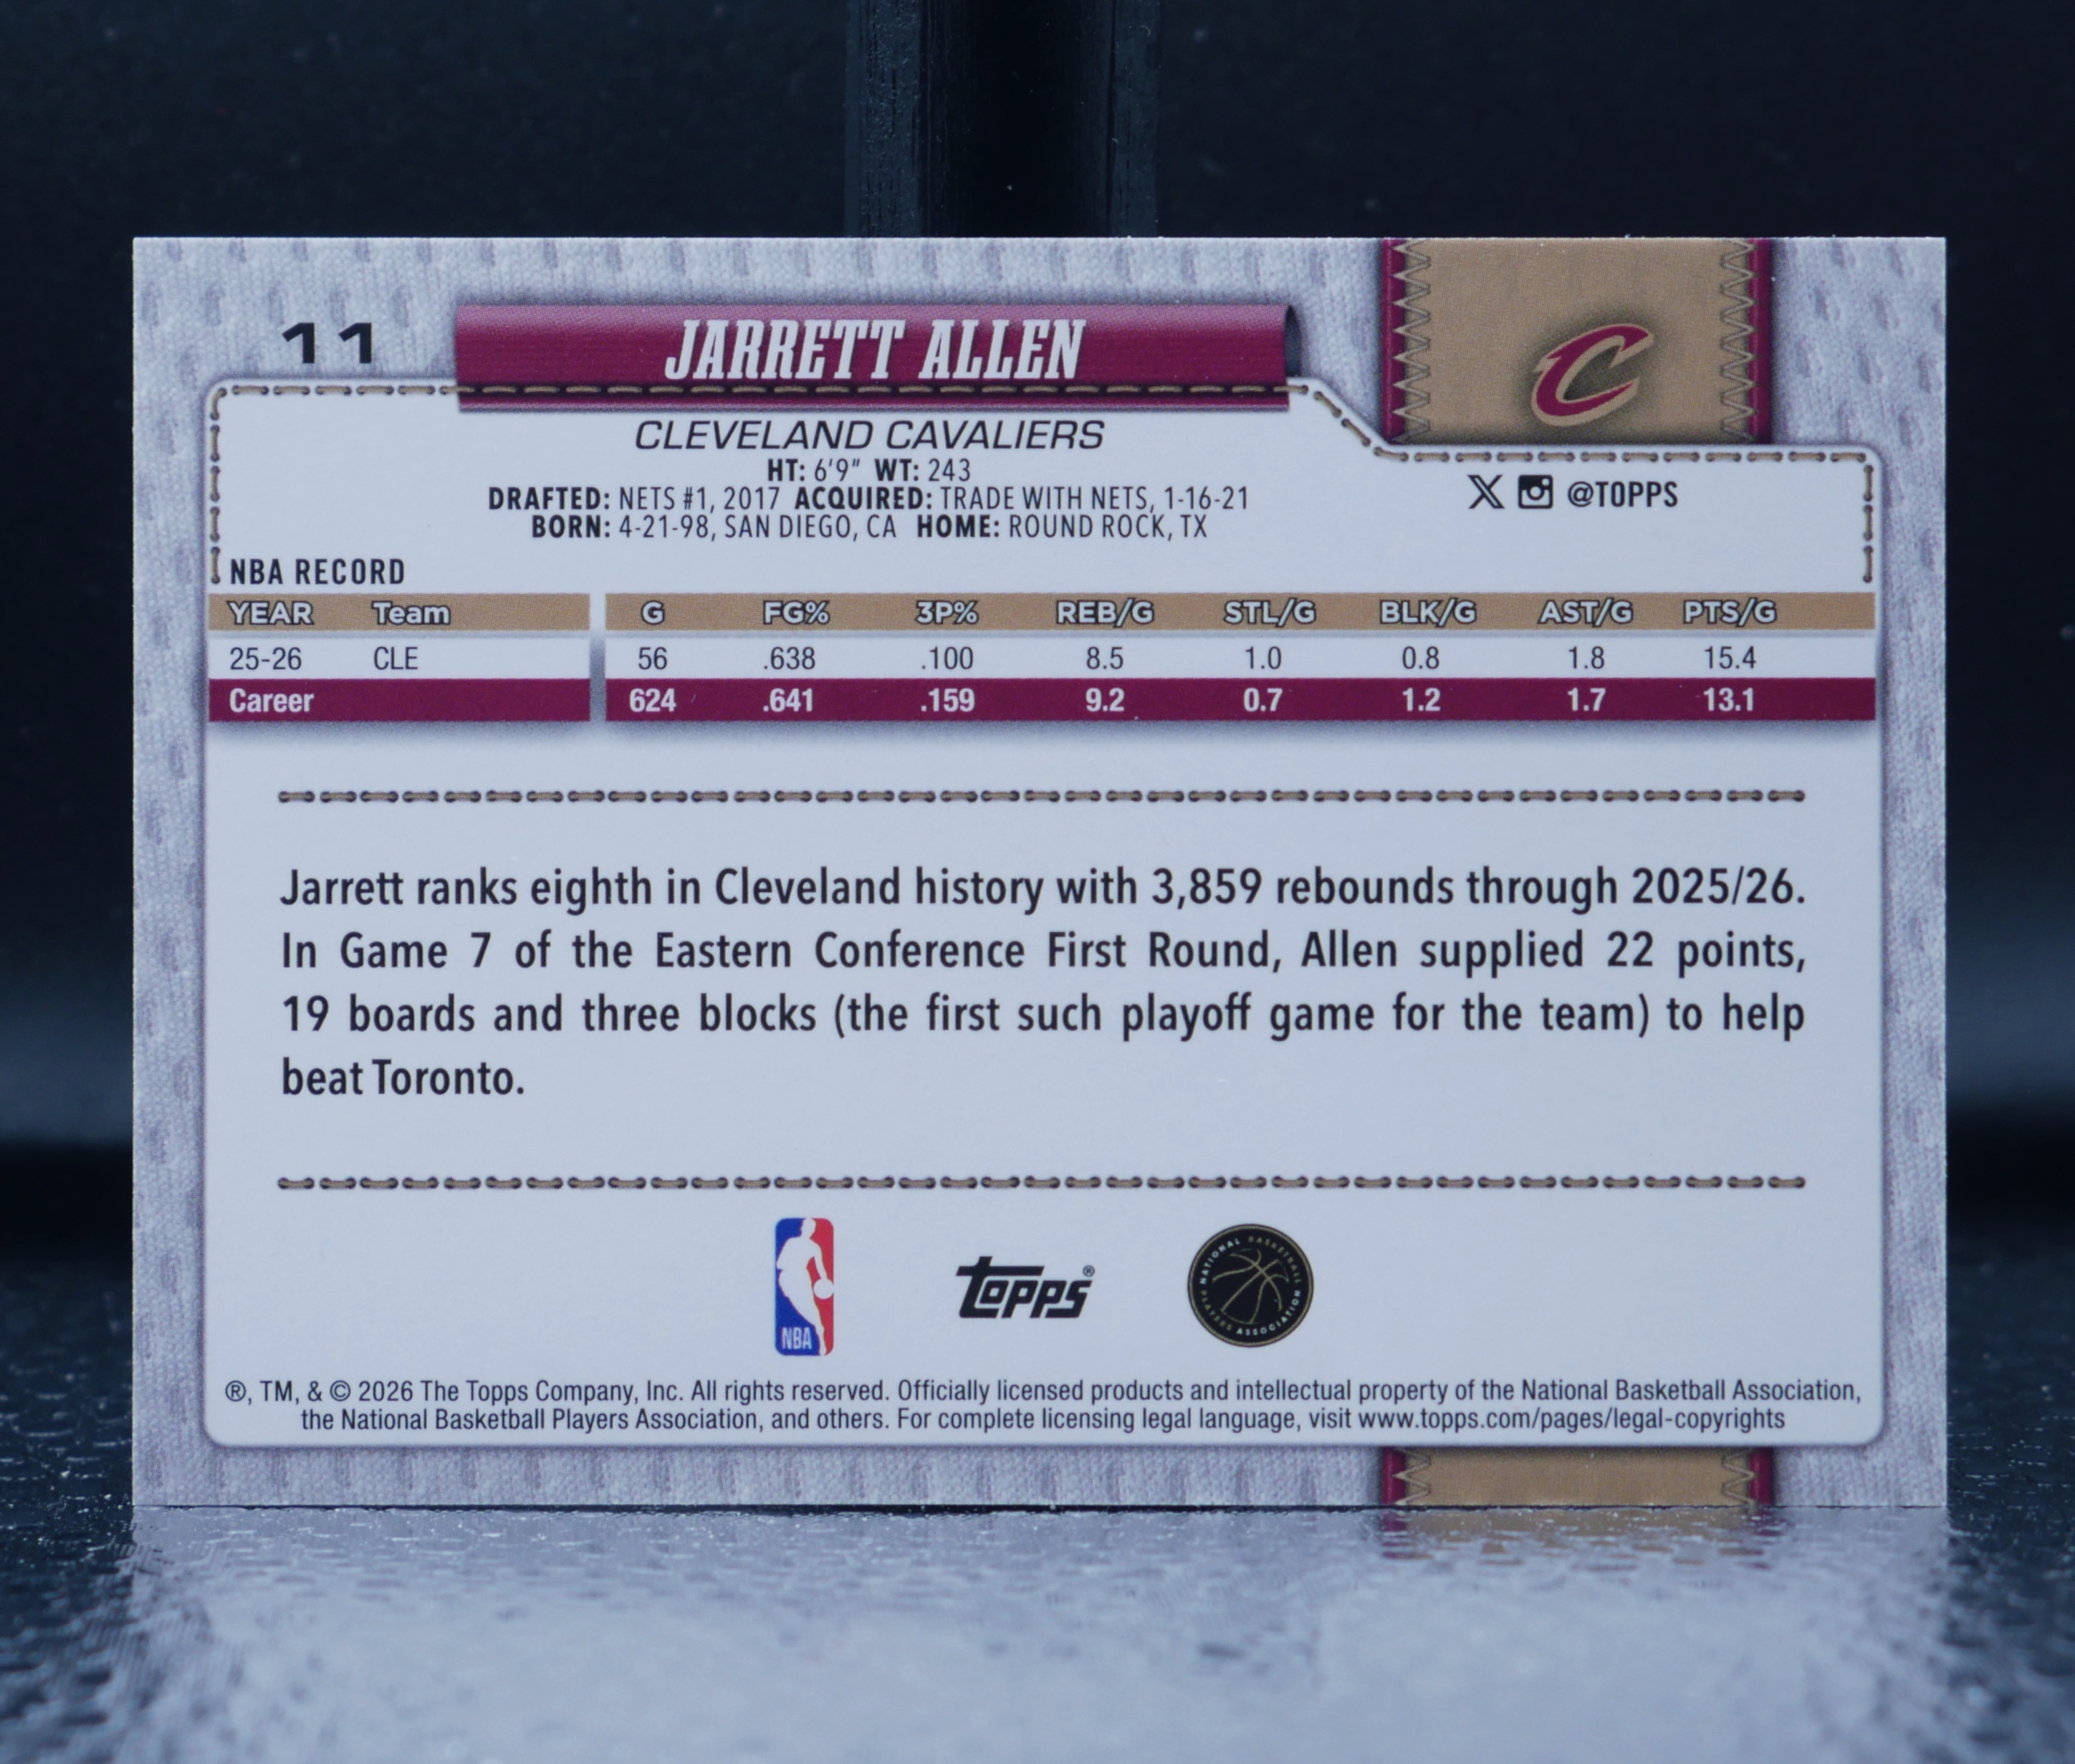 11
JARRETT ALLEN
C
CLEVELAND CAVALIERS
HT: 6'9" WT: 243
DRAFTED: NETS #1, 2017 ACQUIRED: TRADE WITH NETS, 1-16-21
BORN: 4-21-98, SAN DIEGO, CA HOME: ROUND ROCK, TX
@TOPPS
NBA RECORD
YEAR Team G FG% 3P% REB/G STL/G BLK/G AST/G PTS/G
25-26 CLE 56 .638 .100 8.5 1.0 0.8 1.8 15.4
Career 624 .641 .159 9.2 0.7 1.2 1.7 13.1
Jarrett ranks eighth in Cleveland history with 3,859 rebounds through 2025/26.
In Game 7 of the Eastern Conference First Round, Allen supplied 22 points,
19 boards and three blocks (the first such playoff game for the team) to help
beat Toronto.
NBA
Topps®
NATIONAL BASKETBALL PLAYERS ASSOCIATION
®, TM, & © 2026 The Topps Company, Inc. All rights reserved. Officially licensed products and intellectual property of the National Basketball Association,
the National Basketball Players Association, and others. For complete licensing legal language, visit www.topps.com/pages/legal-copyrights